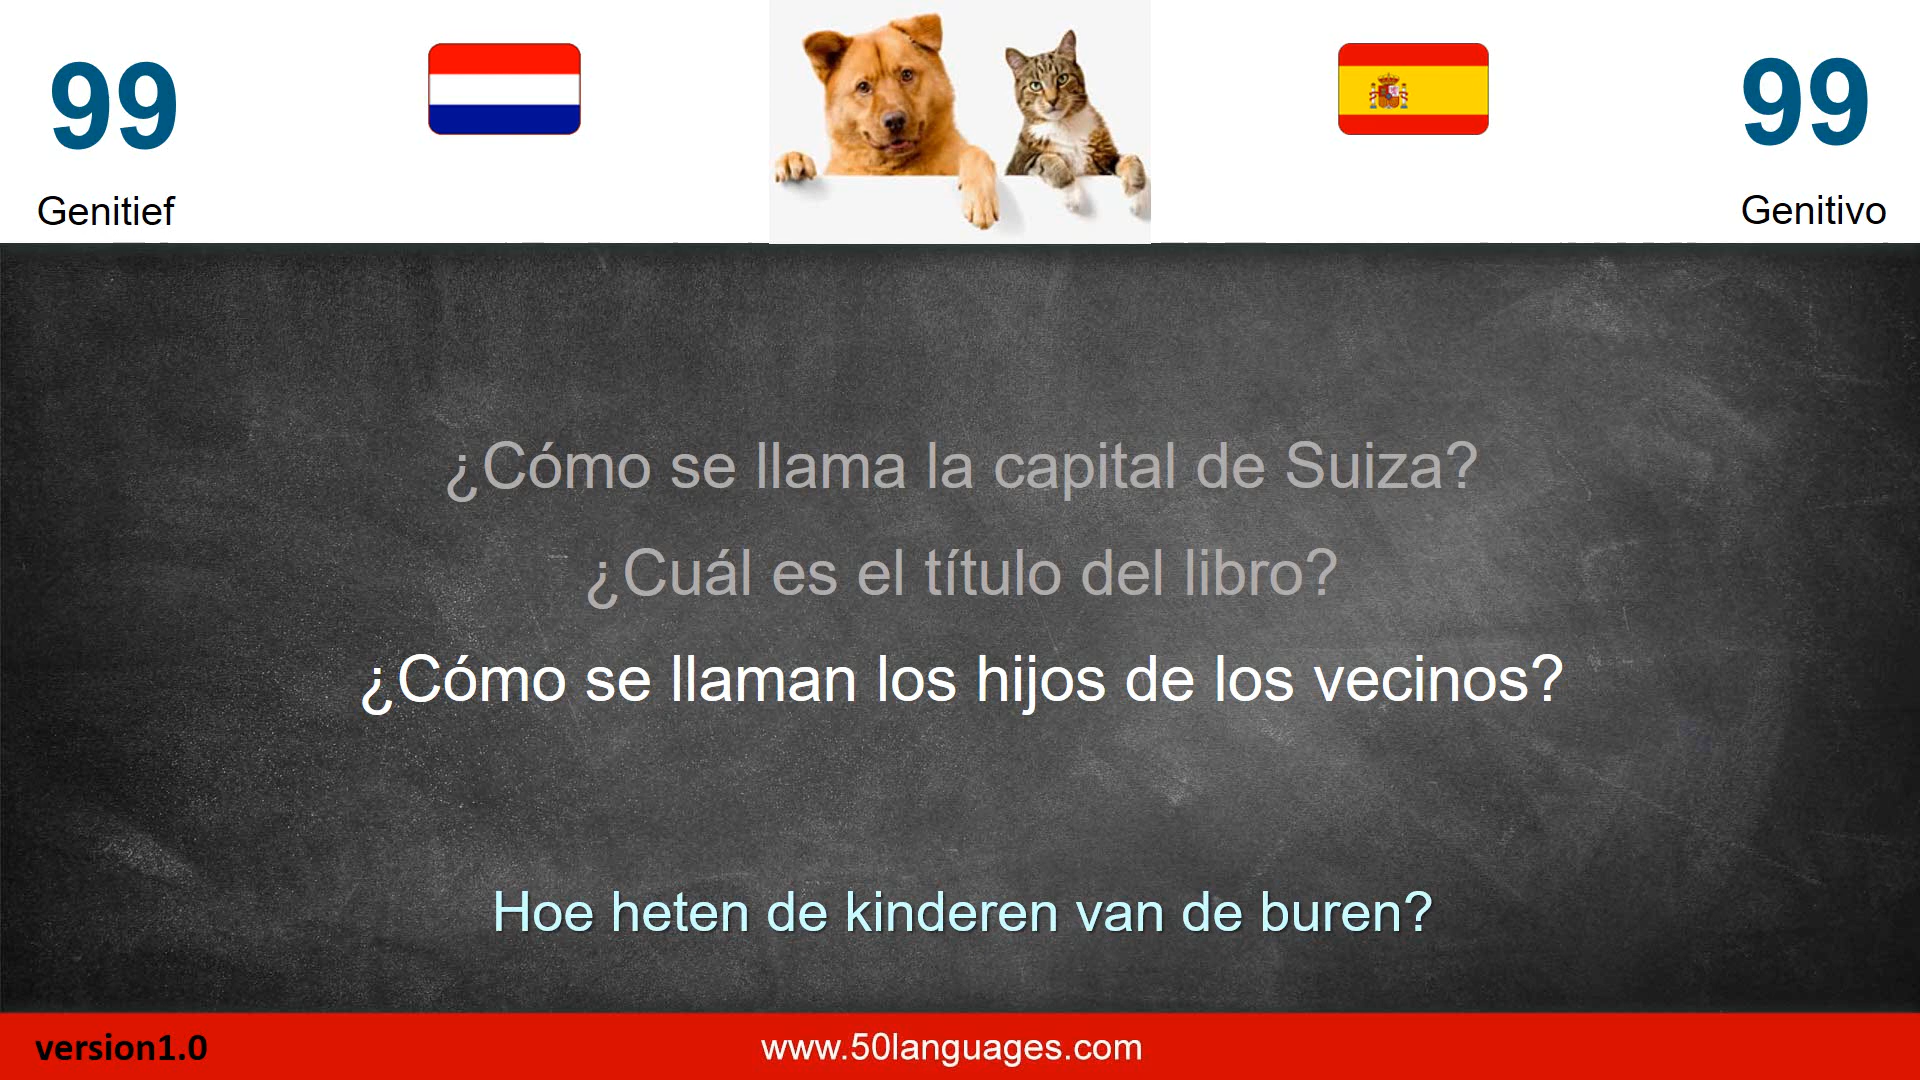 99
99
Genitief
Genitivo
¿Cómo se llama la capital de Suiza?
¿Cuál es el título del libro?
¿Cómo se llaman los hijos de los vecinos?
Hoe heten de kinderen van de buren?
version1.0
www.50languages.com